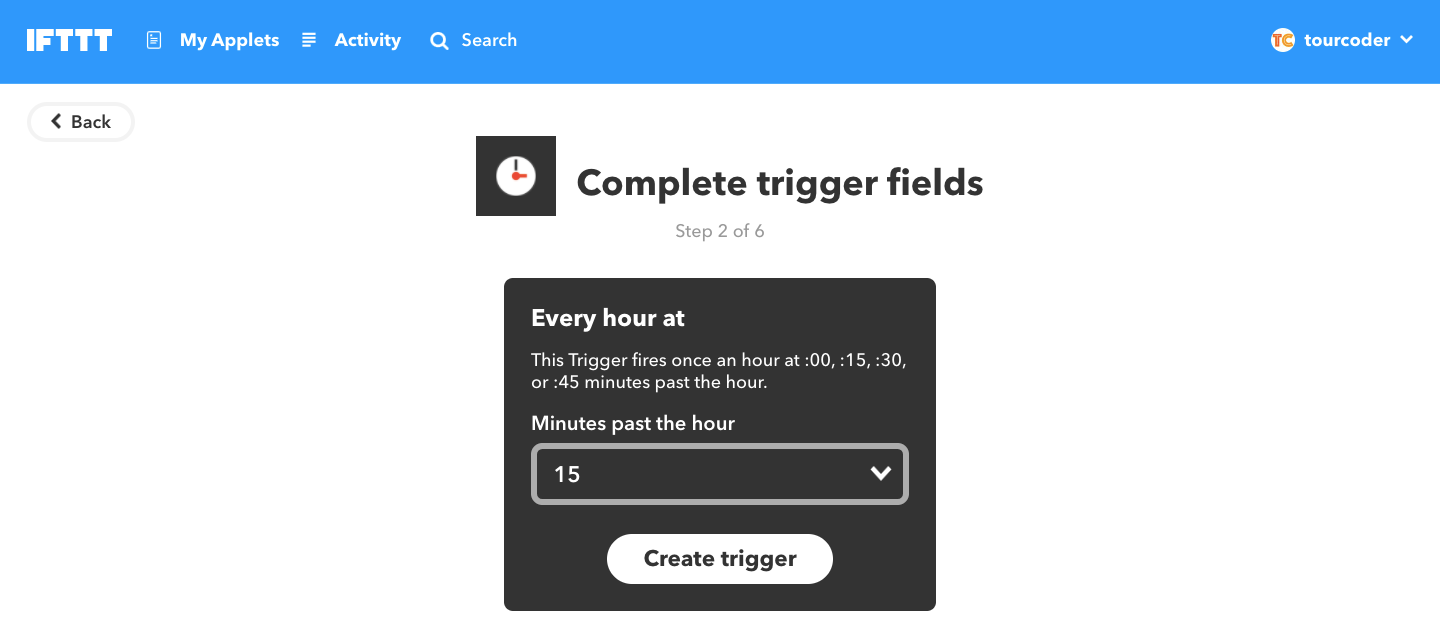 IFTTT My Applets Activity Search TC tourcoder
Back
Complete trigger fields
Step 2 of 6
Every hour at
This Trigger fires once an hour at :00, :15, :30,
or :45 minutes past the hour.
Minutes past the hour
15
Create trigger